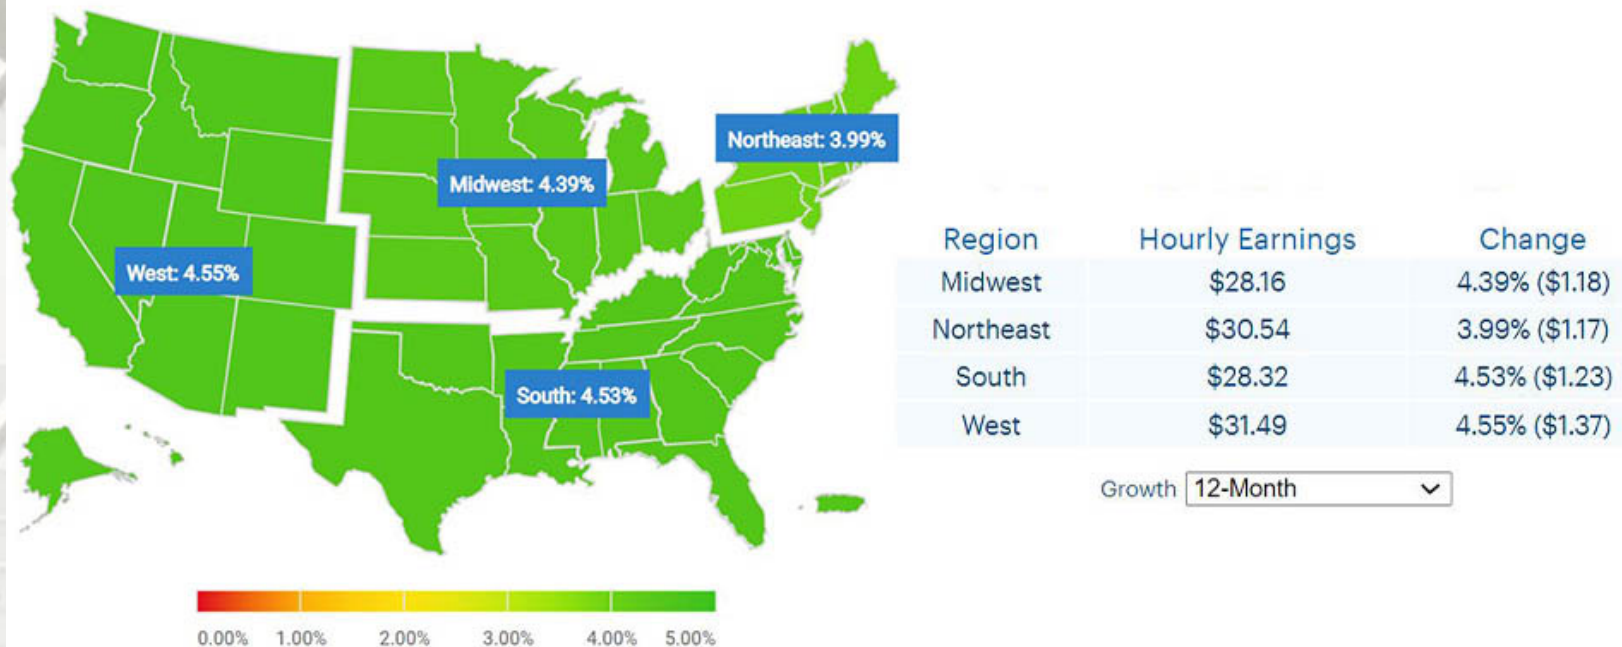 Northeast: 3.99%
Midwest: 4.39%
West: 4.55%
South: 4.53%
0.00% 1.00% 2.00% 3.00% 4.00% 5.00%
Region Hourly Earnings Change
Midwest $28.16 4.39% ($1.18)
Northeast $30.54 3.99% ($1.17)
South $28.32 4.53% ($1.23)
West $31.49 4.55% ($1.37)
Growth 12-Month